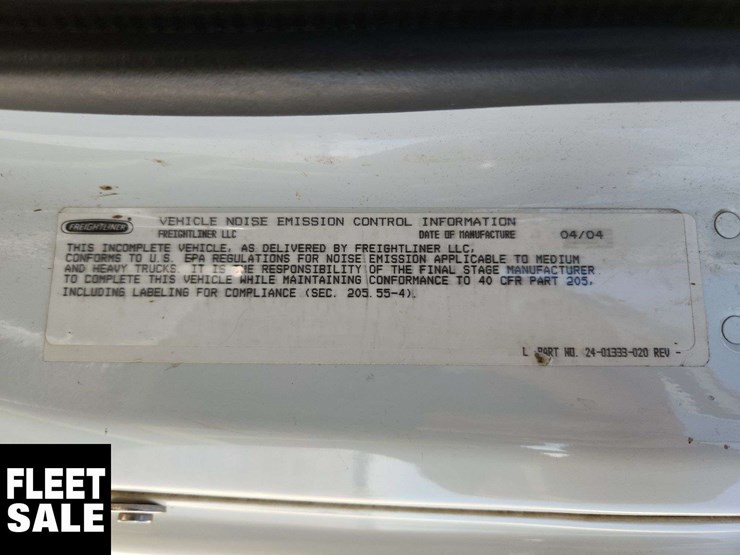 FREIGHTLINER
VEHICLE NOISE EMISSION CONTROL INFORMATION
FREIGHTLINER LLC DATE OF MANUFACTURE 04/04
THIS INCOMPLETE VEHICLE, AS DELIVERED BY FREIGHTLINER LLC,
CONFORMS TO U.S. EPA REGULATIONS FOR NOISE EMISSION APPLICABLE TO MEDIUM
AND HEAVY TRUCKS. IT IS THE RESPONSIBILITY OF THE FINAL STAGE MANUFACTURER
TO COMPLETE THIS VEHICLE WHILE MAINTAINING CONFORMANCE TO 40 CFR PART 205,
INCLUDING LABELING FOR COMPLIANCE (SEC. 205.55-4).
L PART NO. 24-01333-020 REV -
FLEET
SALE